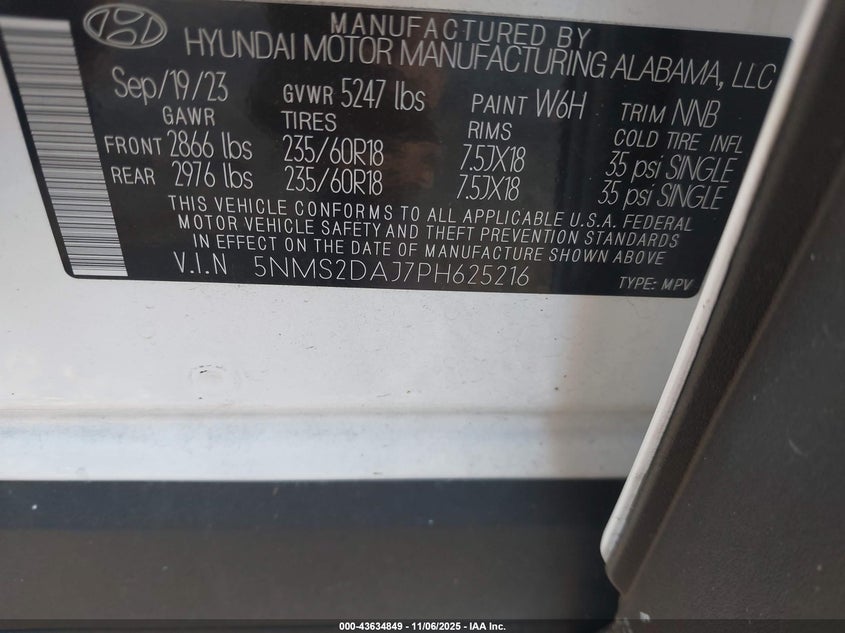 MANUFACTURED BY
HYUNDAI MOTOR MANUFACTURING ALABAMA, LLC
Sep/19/23 GVWR 5247 lbs PAINT W6H TRIM NNB
GAWR TIRES RIMS COLD TIRE INFL
FRONT 2866 lbs 235/60R18 7.5JX18 35 psi SINGLE
REAR 2976 lbs 235/60R18 7.5JX18 35 psi SINGLE
THIS VEHICLE CONFORMS TO ALL APPLICABLE U.S.A. FEDERAL
MOTOR VEHICLE SAFETY AND THEFT PREVENTION STANDARDS
IN EFFECT ON THE DATE OF MANUFACTURE SHOWN ABOVE
V.I.N 5NMS2DAJ7PH625216 TYPE: MPV
000-43634849 - 11/06/2025 - IAA Inc.